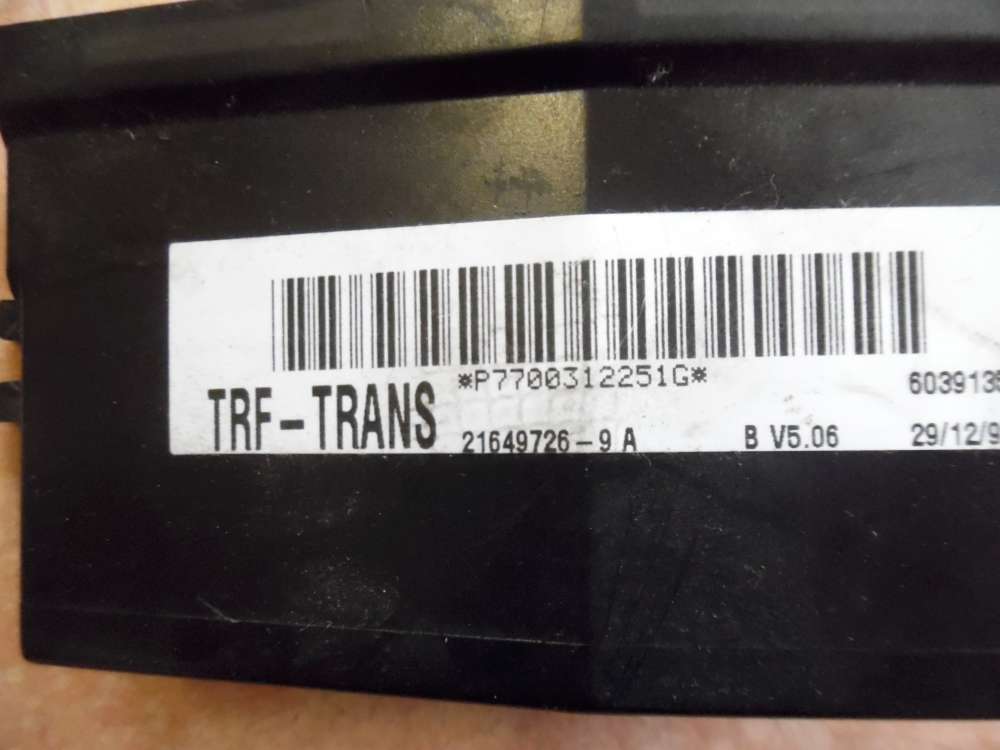 *P7700312251G*
TRF-TRANS 21649726-9 A B V5.06